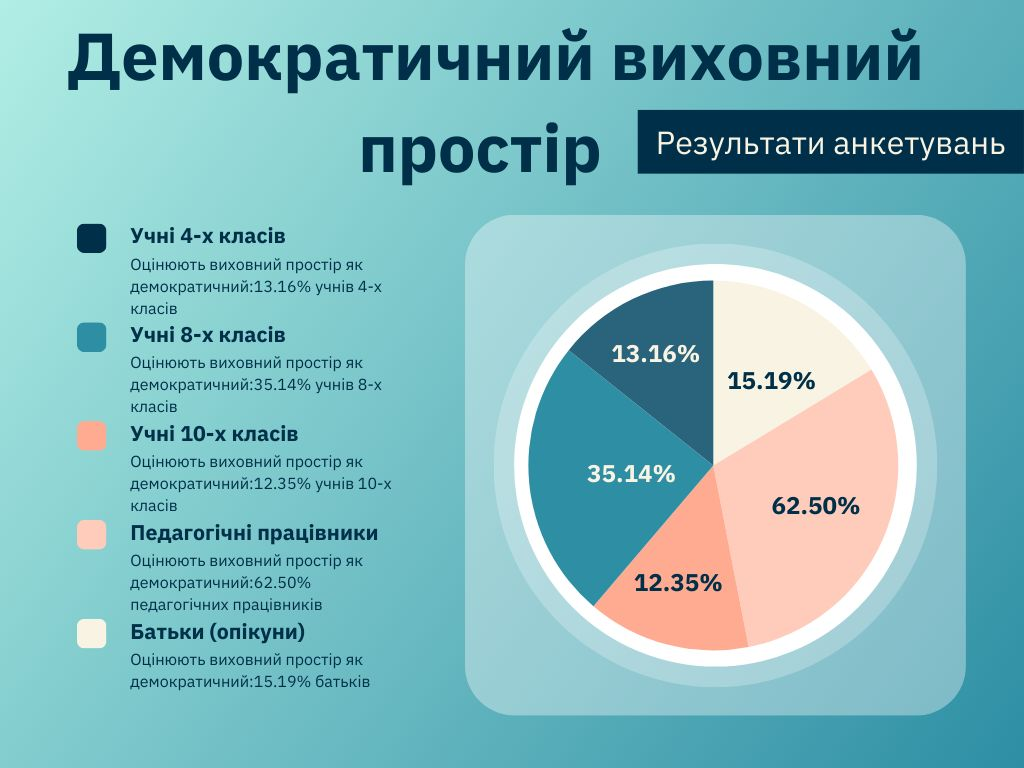 Демократичний виховний
простір
Результати анкетувань
Учні 4-х класів
Оцінюють виховний простір як
демократичний:13.16% учнів 4-х
класів
Учні 8-х класів
Оцінюють виховний простір як
демократичний:35.14% учнів 8-х
класів
Учні 10-х класів
Оцінюють виховний простір як
демократичний:12.35% учнів 10-х
класів
Педагогічні працівники
Оцінюють виховний простір як
демократичний:62.50%
педагогічних працівників
Батьки (опікуни)
Оцінюють виховний простір як
демократичний:15.19% батьків
13.16%
15.19%
35.14%
62.50%
12.35%